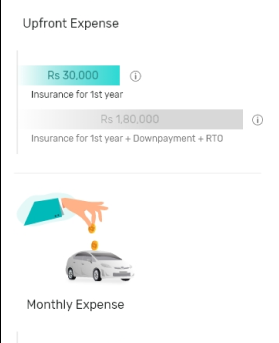 Upfront Expense
Rs 30,000
Insurance for 1st year
Rs 1,80,000
Insurance for 1st year + Downpayment + RTO
Monthly Expense